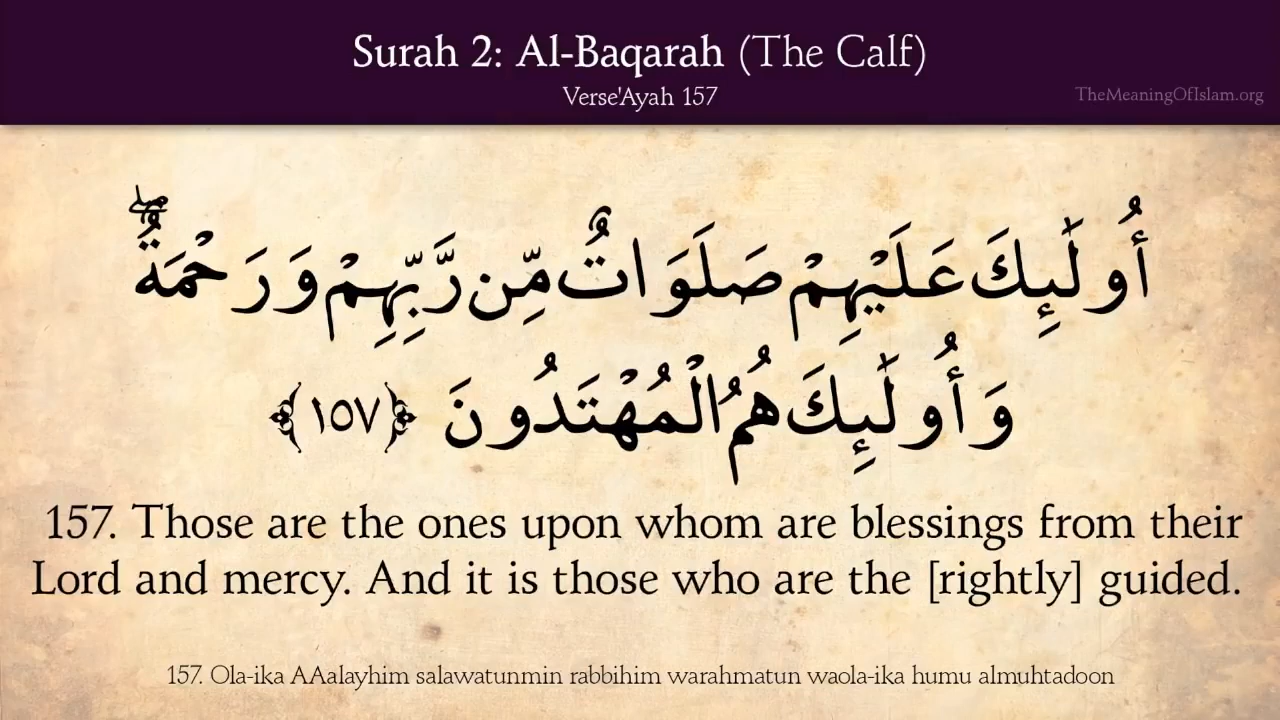 Surah 2: Al-Baqarah (The Calf)
Verse'Ayah 157
TheMeaningOfIslam.org
أُولَٰئِكَ عَلَيْهِمْ صَلَوَاتٌ مِّن رَّبِّهِمْ وَرَحْمَةٌ ۖ
وَأُولَٰئِكَ هُمُ الْمُهْتَدُونَ ﴿١٥٧﴾
157. Those are the ones upon whom are blessings from their
Lord and mercy. And it is those who are the [rightly] guided.
157. Ola-ika AAalayhim salawatunmin rabbihim warahmatun waola-ika humu almuhtadoon